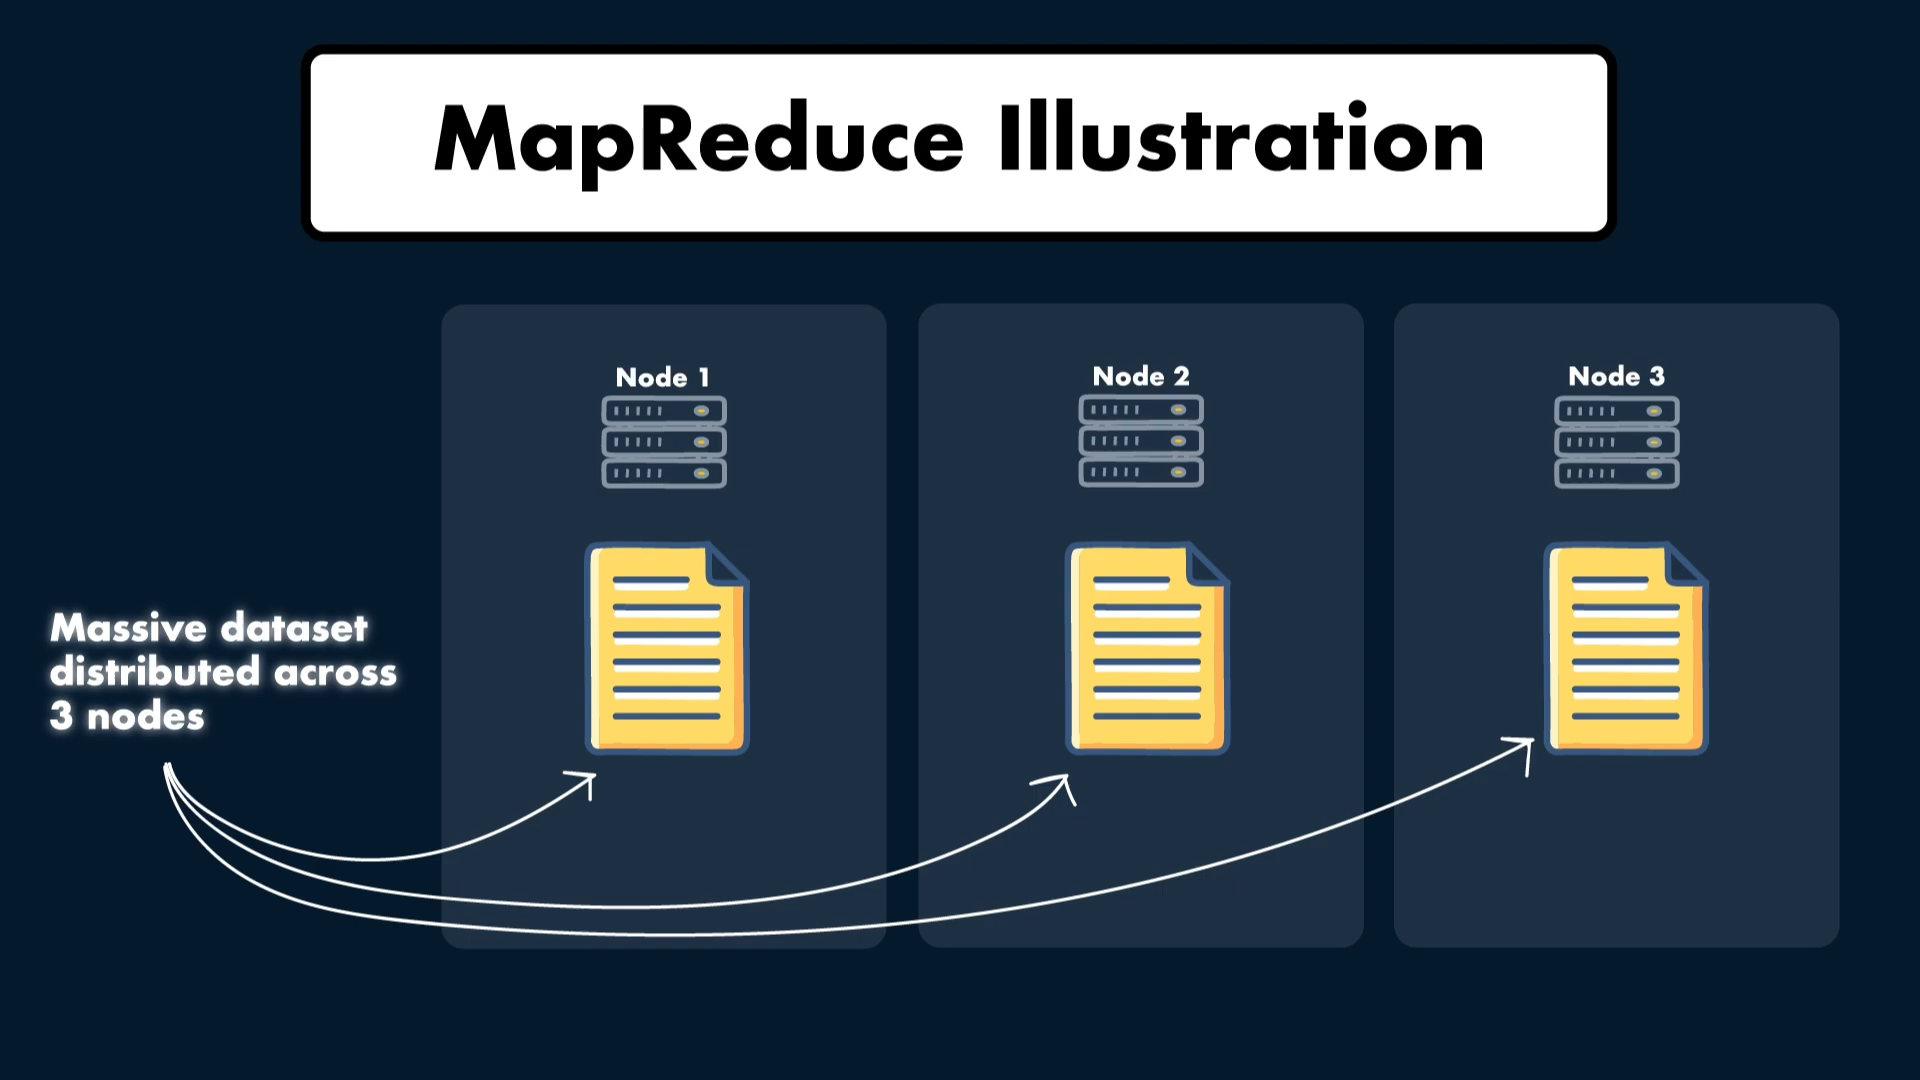 MapReduce Illustration
Node 1
Node 2
Node 3
Massive dataset
distributed across
3 nodes